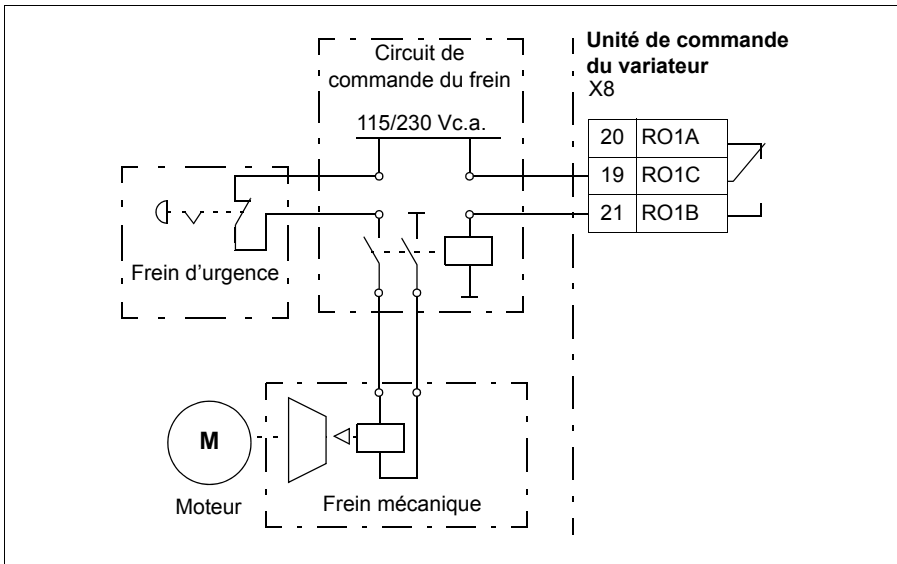 Circuit de
commande du frein
115/230 Vc.a.
Unité de commande
du variateur
X8
20 RO1A
19 RO1C
21 RO1B
Frein d’urgence
M
Moteur
Frein mécanique